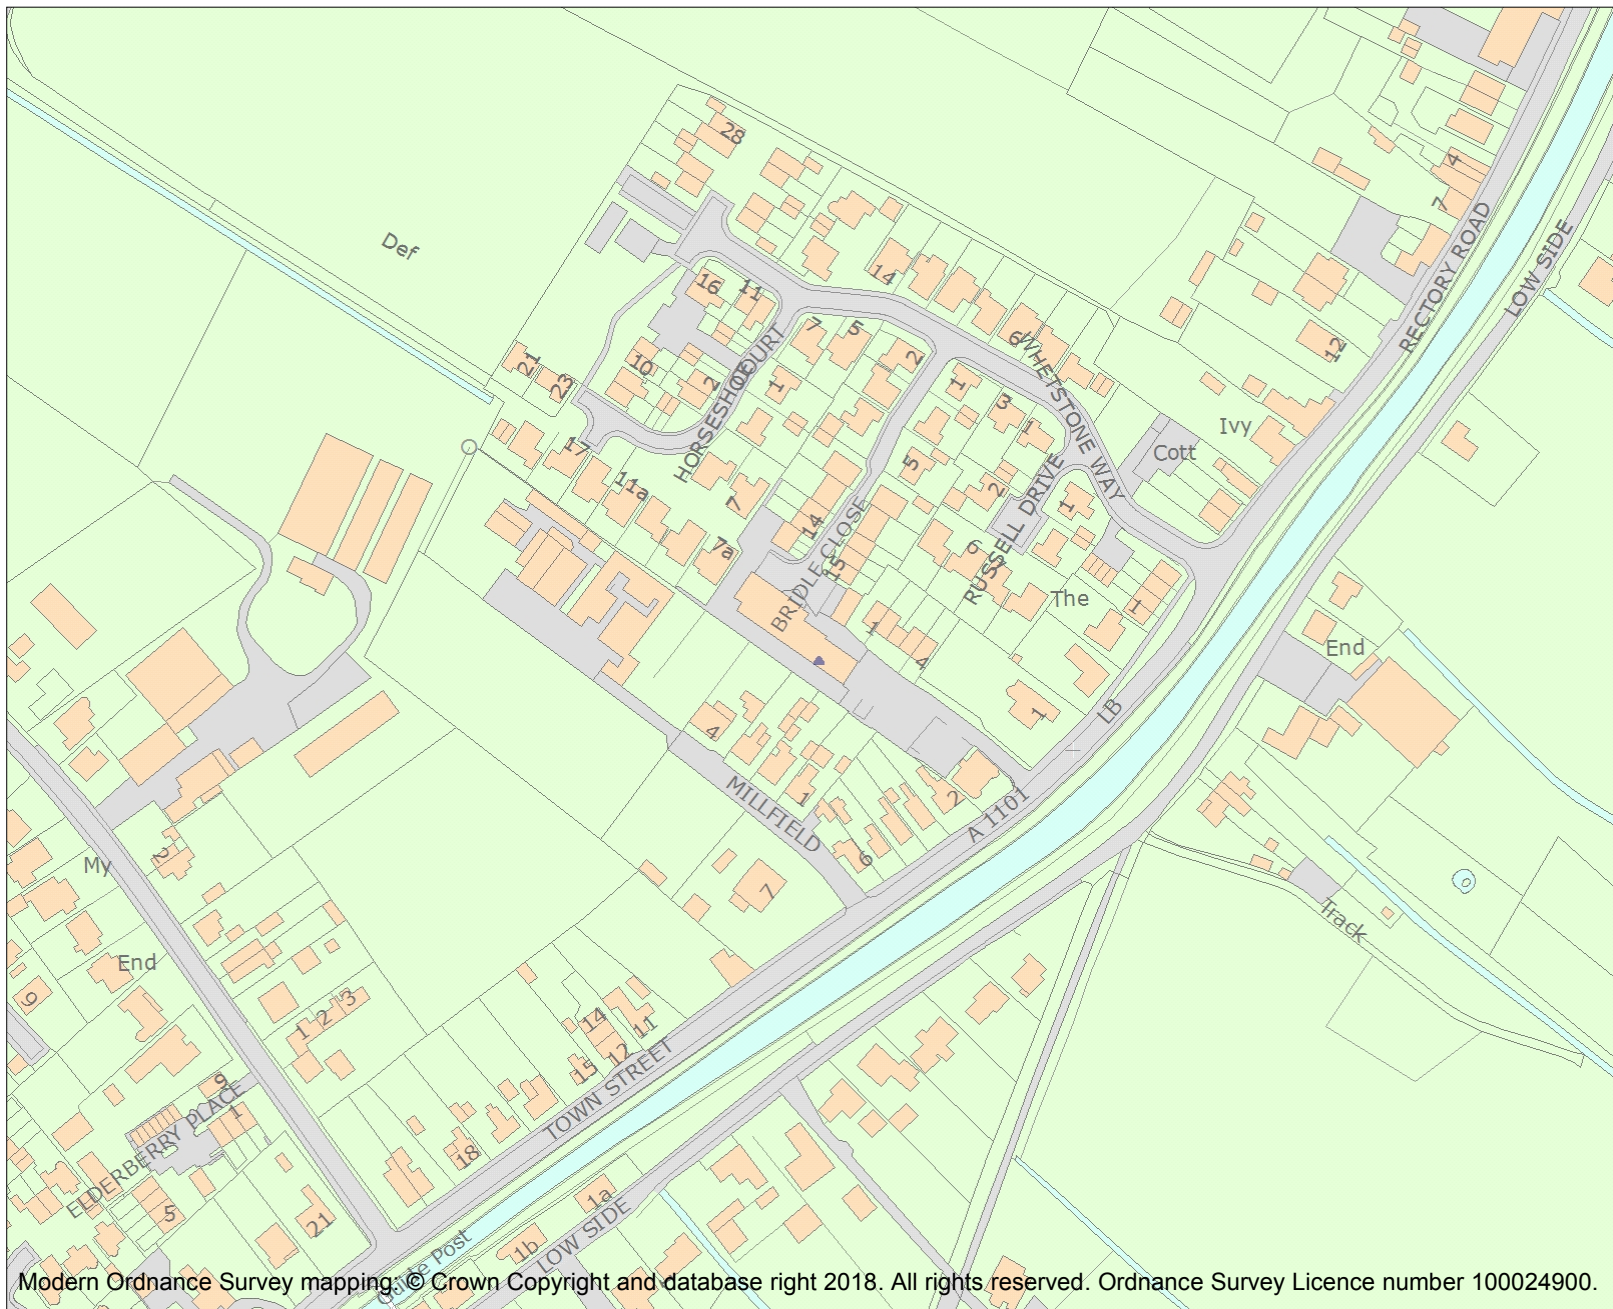 28
4
7
RECTORY ROAD
LOW SIDE
Def
14
16
11
7
5
2
6
WHETSTONE WAY
12
21
23
10
2
HORSESHOE
COURT
1
1
3
1
Ivy
Cott
17
11a
7
5
2
1
14
7a
15
BRIDLE CLOSE
6
RUSSELL DRIVE
The
1
End
1
4
1
LB
4
MILLFIELD
1
2
6
A 1101
7
My
2
End
9
1
2
3
14
11
12
15
TOWN STREET
18
Track
9
1
ELDERBERRY PLACE
5
21
1a
1b
LOW SIDE
Guide Post
Modern Ordnance Survey mapping: © Crown Copyright and database right 2018. All rights reserved. Ordnance Survey Licence number 100024900.